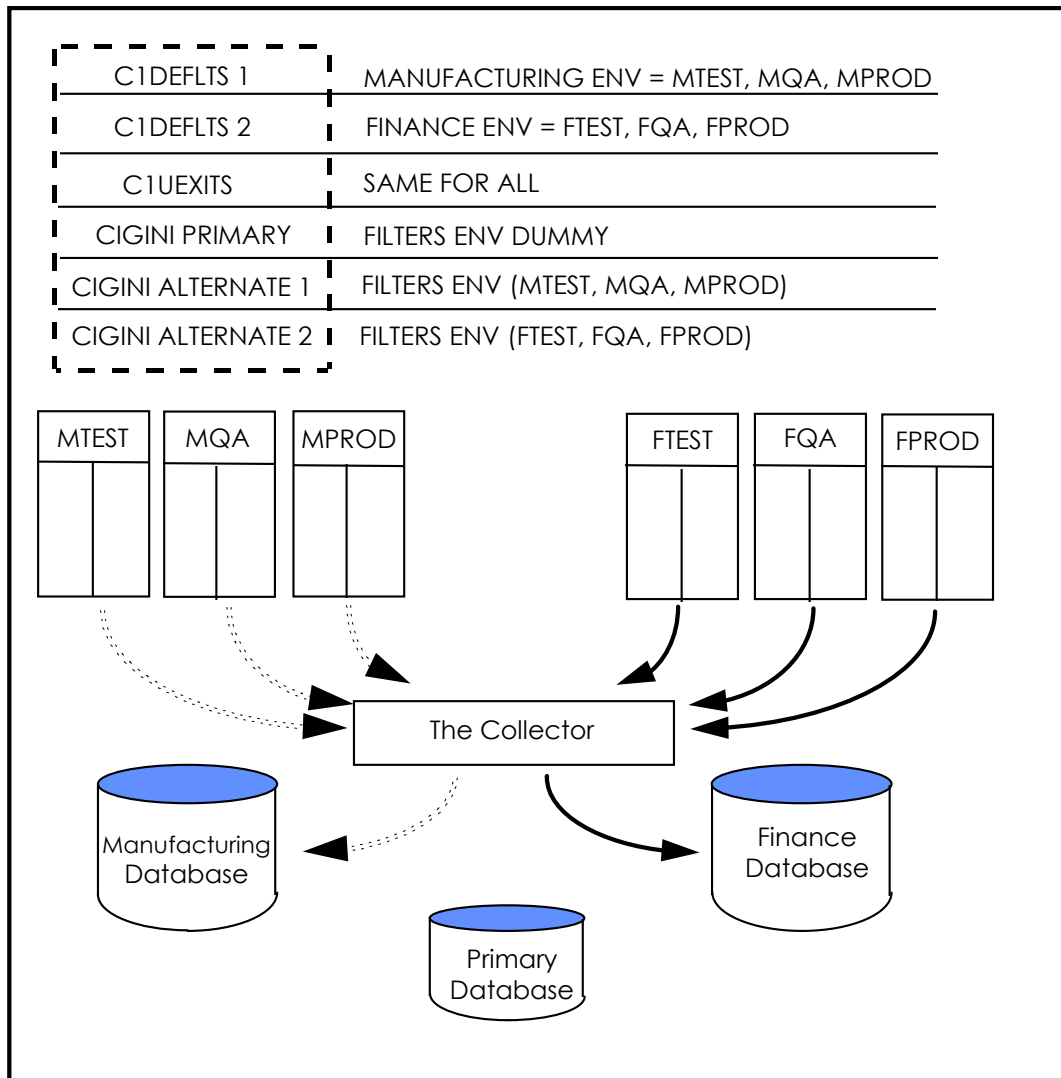 C1DEFLTS 1 MANUFACTURING ENV = MTEST, MQA, MPROD
C1DEFLTS 2 FINANCE ENV = FTEST, FQA, FPROD
C1UEXITS SAME FOR ALL
CIGINI PRIMARY FILTERS ENV DUMMY
CIGINI ALTERNATE 1 FILTERS ENV (MTEST, MQA, MPROD)
CIGINI ALTERNATE 2 FILTERS ENV (FTEST, FQA, FPROD)
MTEST MQA MPROD FTEST FQA FPROD
The Collector
Manufacturing
Database
Finance
Database
Primary
Database